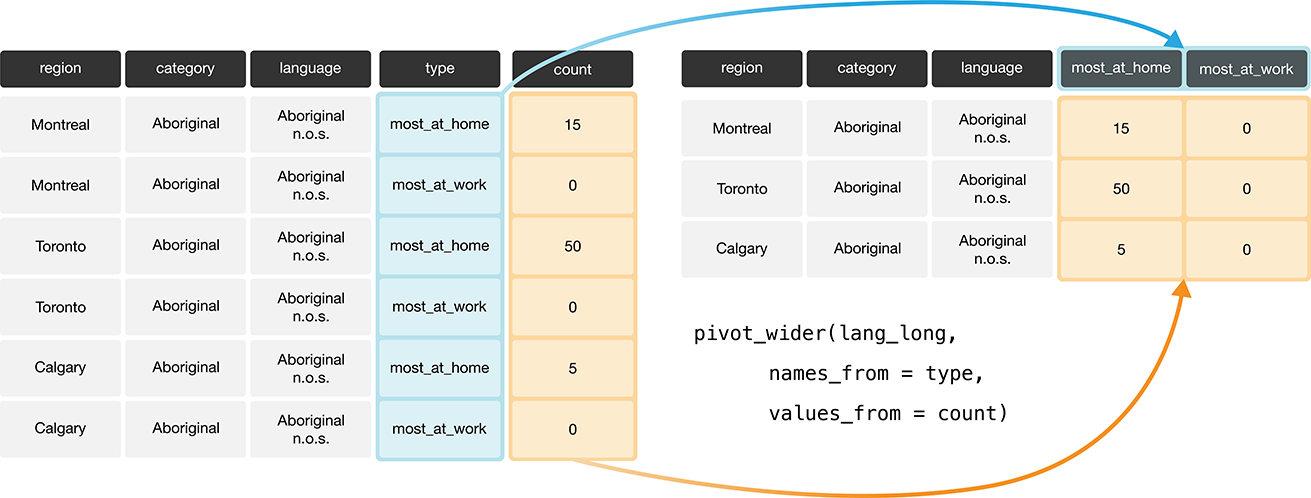 region category language type count
Montreal Aboriginal Aboriginal n.o.s. most_at_home 15
Montreal Aboriginal Aboriginal n.o.s. most_at_work 0
Toronto Aboriginal Aboriginal n.o.s. most_at_home 50
Toronto Aboriginal Aboriginal n.o.s. most_at_work 0
Calgary Aboriginal Aboriginal n.o.s. most_at_home 5
Calgary Aboriginal Aboriginal n.o.s. most_at_work 0
region category language most_at_home most_at_work
Montreal Aboriginal Aboriginal n.o.s. 15 0
Toronto Aboriginal Aboriginal n.o.s. 50 0
Calgary Aboriginal Aboriginal n.o.s. 5 0
pivot_wider(lang_long,
names_from = type,
values_from = count)